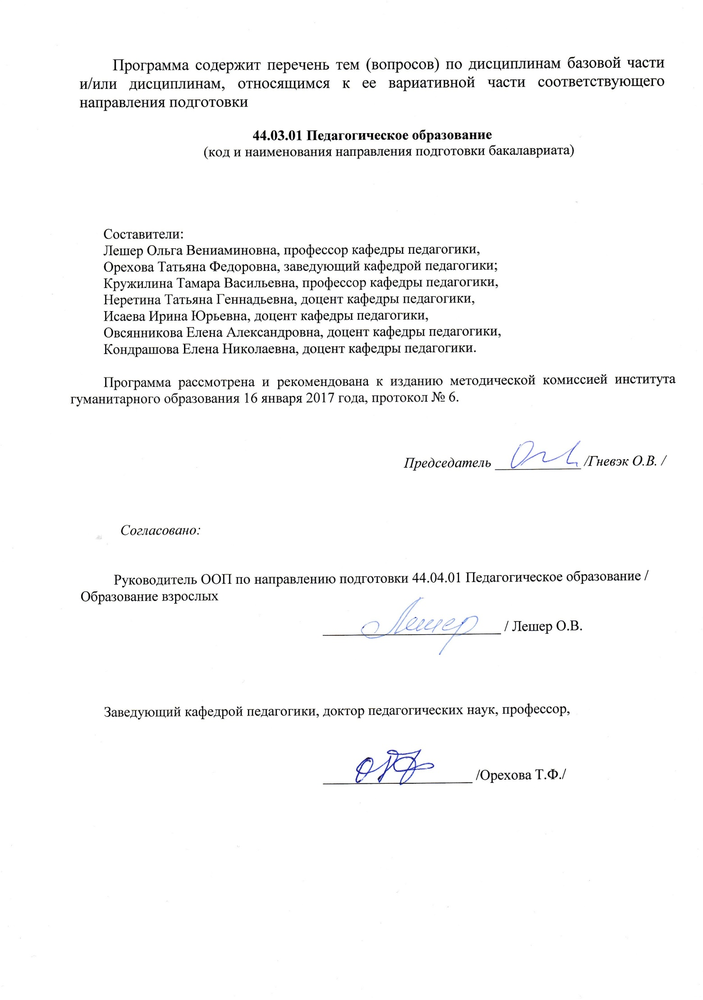 Программа содержит перечень тем (вопросов) по дисциплинам базовой части
и/или дисциплинам, относящимся к ее вариативной части соответствующего
направления подготовки
44.03.01 Педагогическое образование
(код и наименования направления подготовки бакалавриата)
Составители:
Лешер Ольга Вениаминовна, профессор кафедры педагогики,
Орехова Татьяна Федоровна, заведующий кафедрой педагогики;
Кружилина Тамара Васильевна, профессор кафедры педагогики,
Неретина Татьяна Геннадьевна, доцент кафедры педагогики,
Исаева Ирина Юрьевна, доцент кафедры педагогики,
Овсянникова Елена Александровна, доцент кафедры педагогики,
Кондрашова Елена Николаевна, доцент кафедры педагогики.
Программа рассмотрена и рекомендована к изданию методической комиссией института
гуманитарного образования 16 января 2017 года, протокол № 6.
Председатель ____________ /Гневэк О.В. /
Согласовано:
Руководитель ООП по направлению подготовки 44.04.01 Педагогическое образование /
Образование взрослых
Лешер / Лешер О.В.
Заведующий кафедрой педагогики, доктор педагогических наук, профессор,
_____________________ /Орехова Т.Ф./